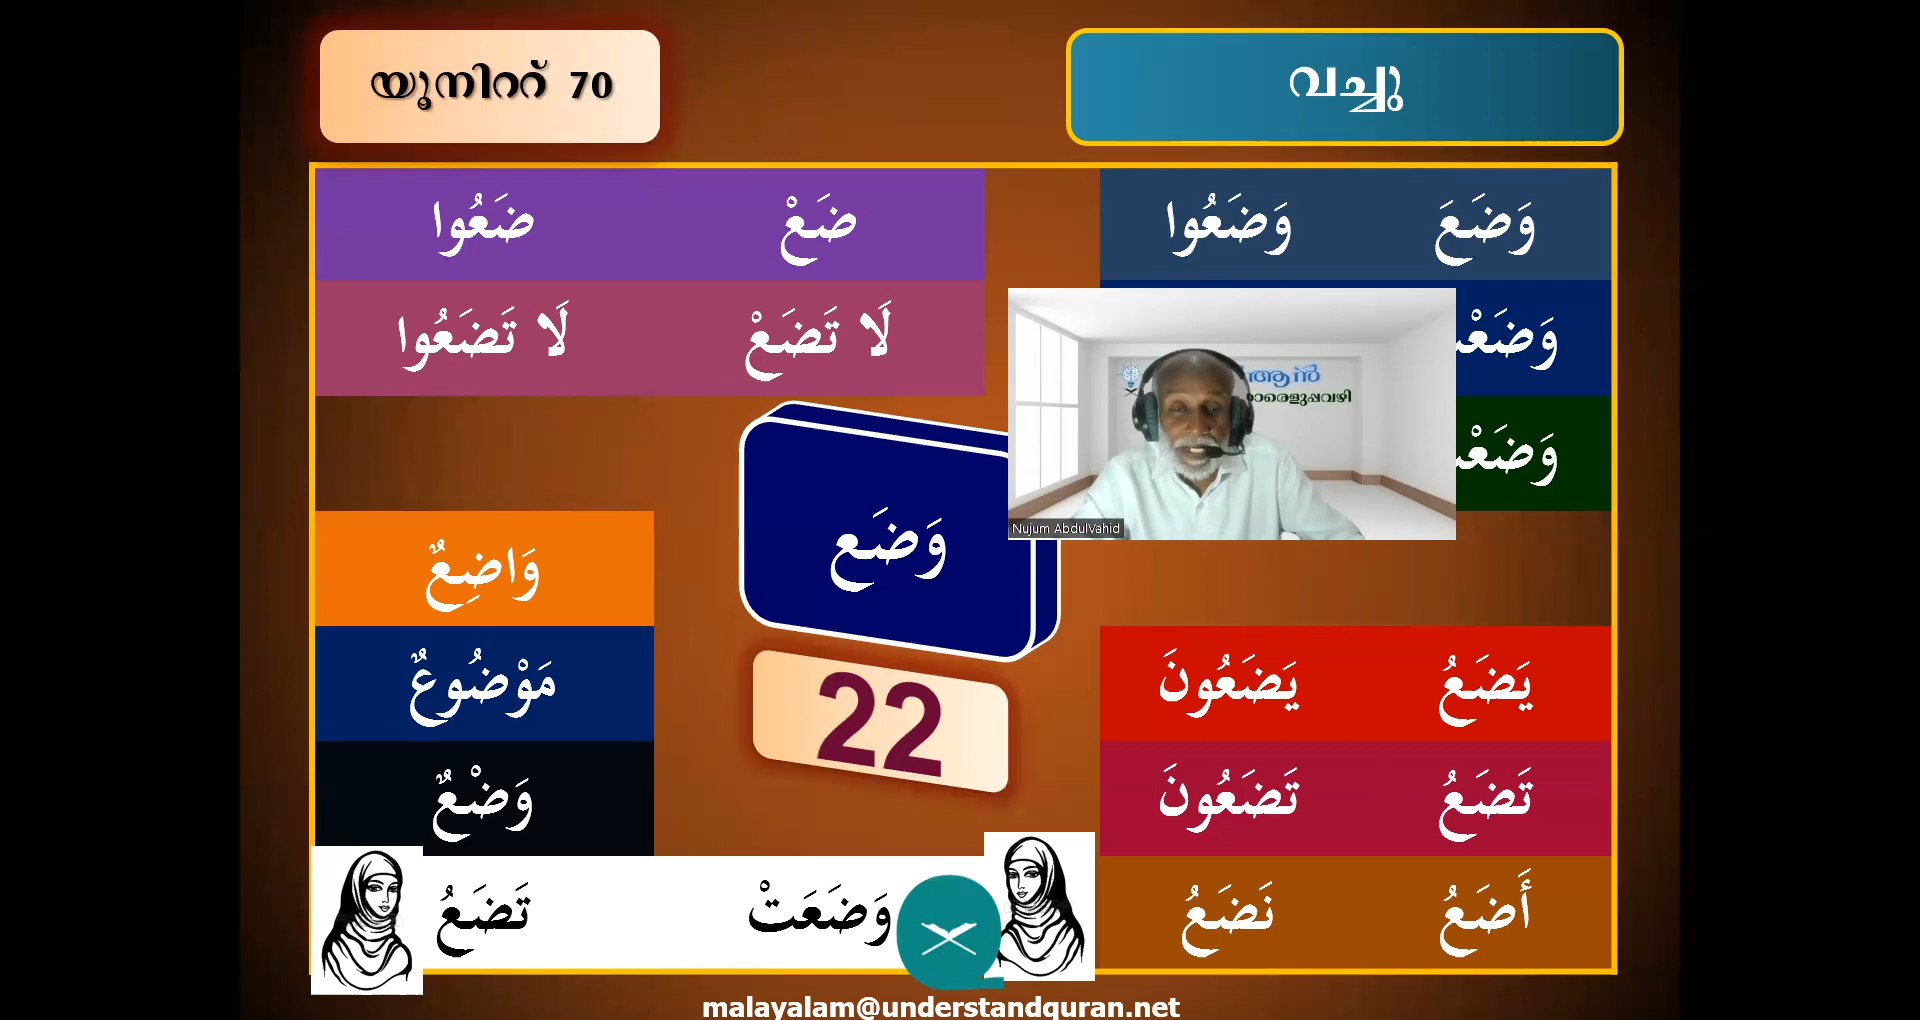 യൂനിററ് 70
വച്ചു
وَضَعَ وَضَعُوا
ضَعْ ضَعُوا
لَا تَضَعْ لَا تَضَعُوا
وَضَع
22
وَاضِعٌ
مَوْضُوعٌ
وَضْعٌ
يَضَعُ يَضَعُونَ
تَضَعُ تَضَعُونَ
أَضَعُ نَضَعُ
وَضَعَتْ تَضَعُ
Nujum AbdulVahid
malayalam@understandquran.net